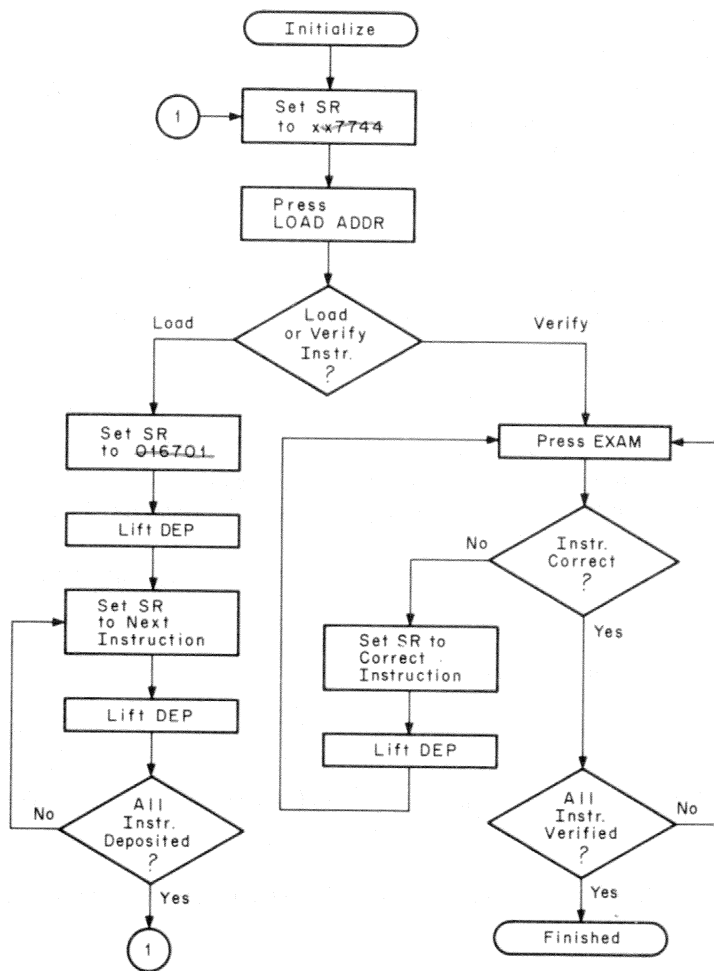 Initialize
1
Set SR
to xx7744
Press
LOAD ADDR
Load
or Verify
Instr.
?
Load
Verify
Set SR
to 016701
Lift DEP
Set SR
to Next
Instruction
Lift DEP
All
Instr.
Deposited
?
No
Yes
1
Press EXAM
Instr.
Correct
?
No
Yes
Set SR to
Correct
Instruction
Lift DEP
All
Instr.
Verified
?
No
Yes
Finished